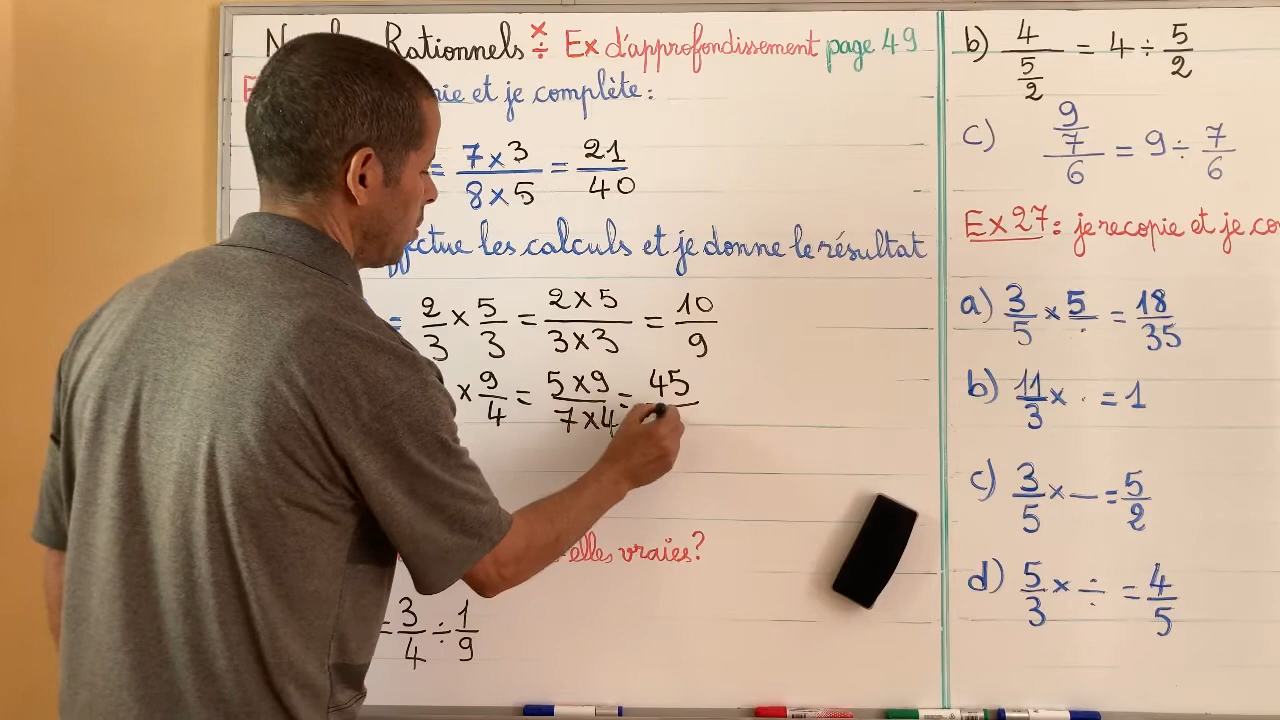 Rationnels × ÷ Ex d'approfondissement page 49
et je complète :
= 7 × 3 / 8 × 5 = 21 / 40
les calculs et je donne le résultat
= 2/3 × 5/3 = 2 × 5 / 3 × 3 = 10/9
× 9/4 = 5 × 9 / 7 × 4 = 45
elles vraies ?
= 3/4 ÷ 1/9
b) 4 / (5/2) = 4 ÷ 5/2
c) (9/7) / 6 = 9 ÷ 7/6
Ex 27 : je recopie et je co
a) 3/5 × 5/. = 18/35
b) 11/3 × . = 1
c) 3/5 × — = 5/2
d) 5/3 × ÷ = 4/5